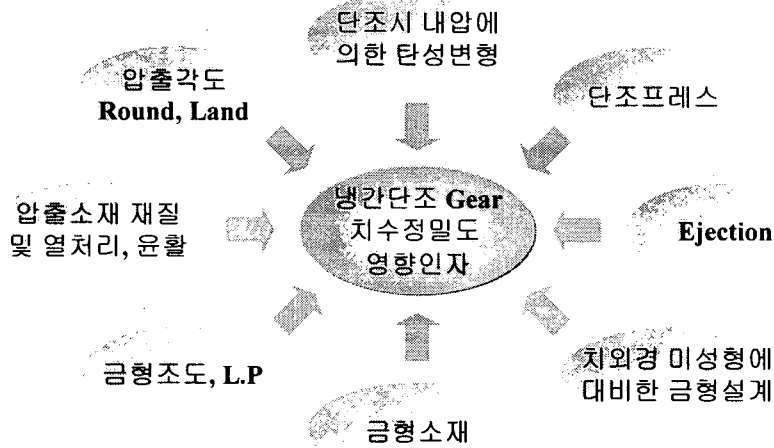 단조시 내압에
의한 탄성변형
압출각도
Round, Land
단조프레스
냉간단조 Gear
치수정밀도
영향인자
압출소재 재질
및 열처리, 윤활
Ejection
금형조도, L.P
치외경 미성형에
대비한 금형설계
금형소재